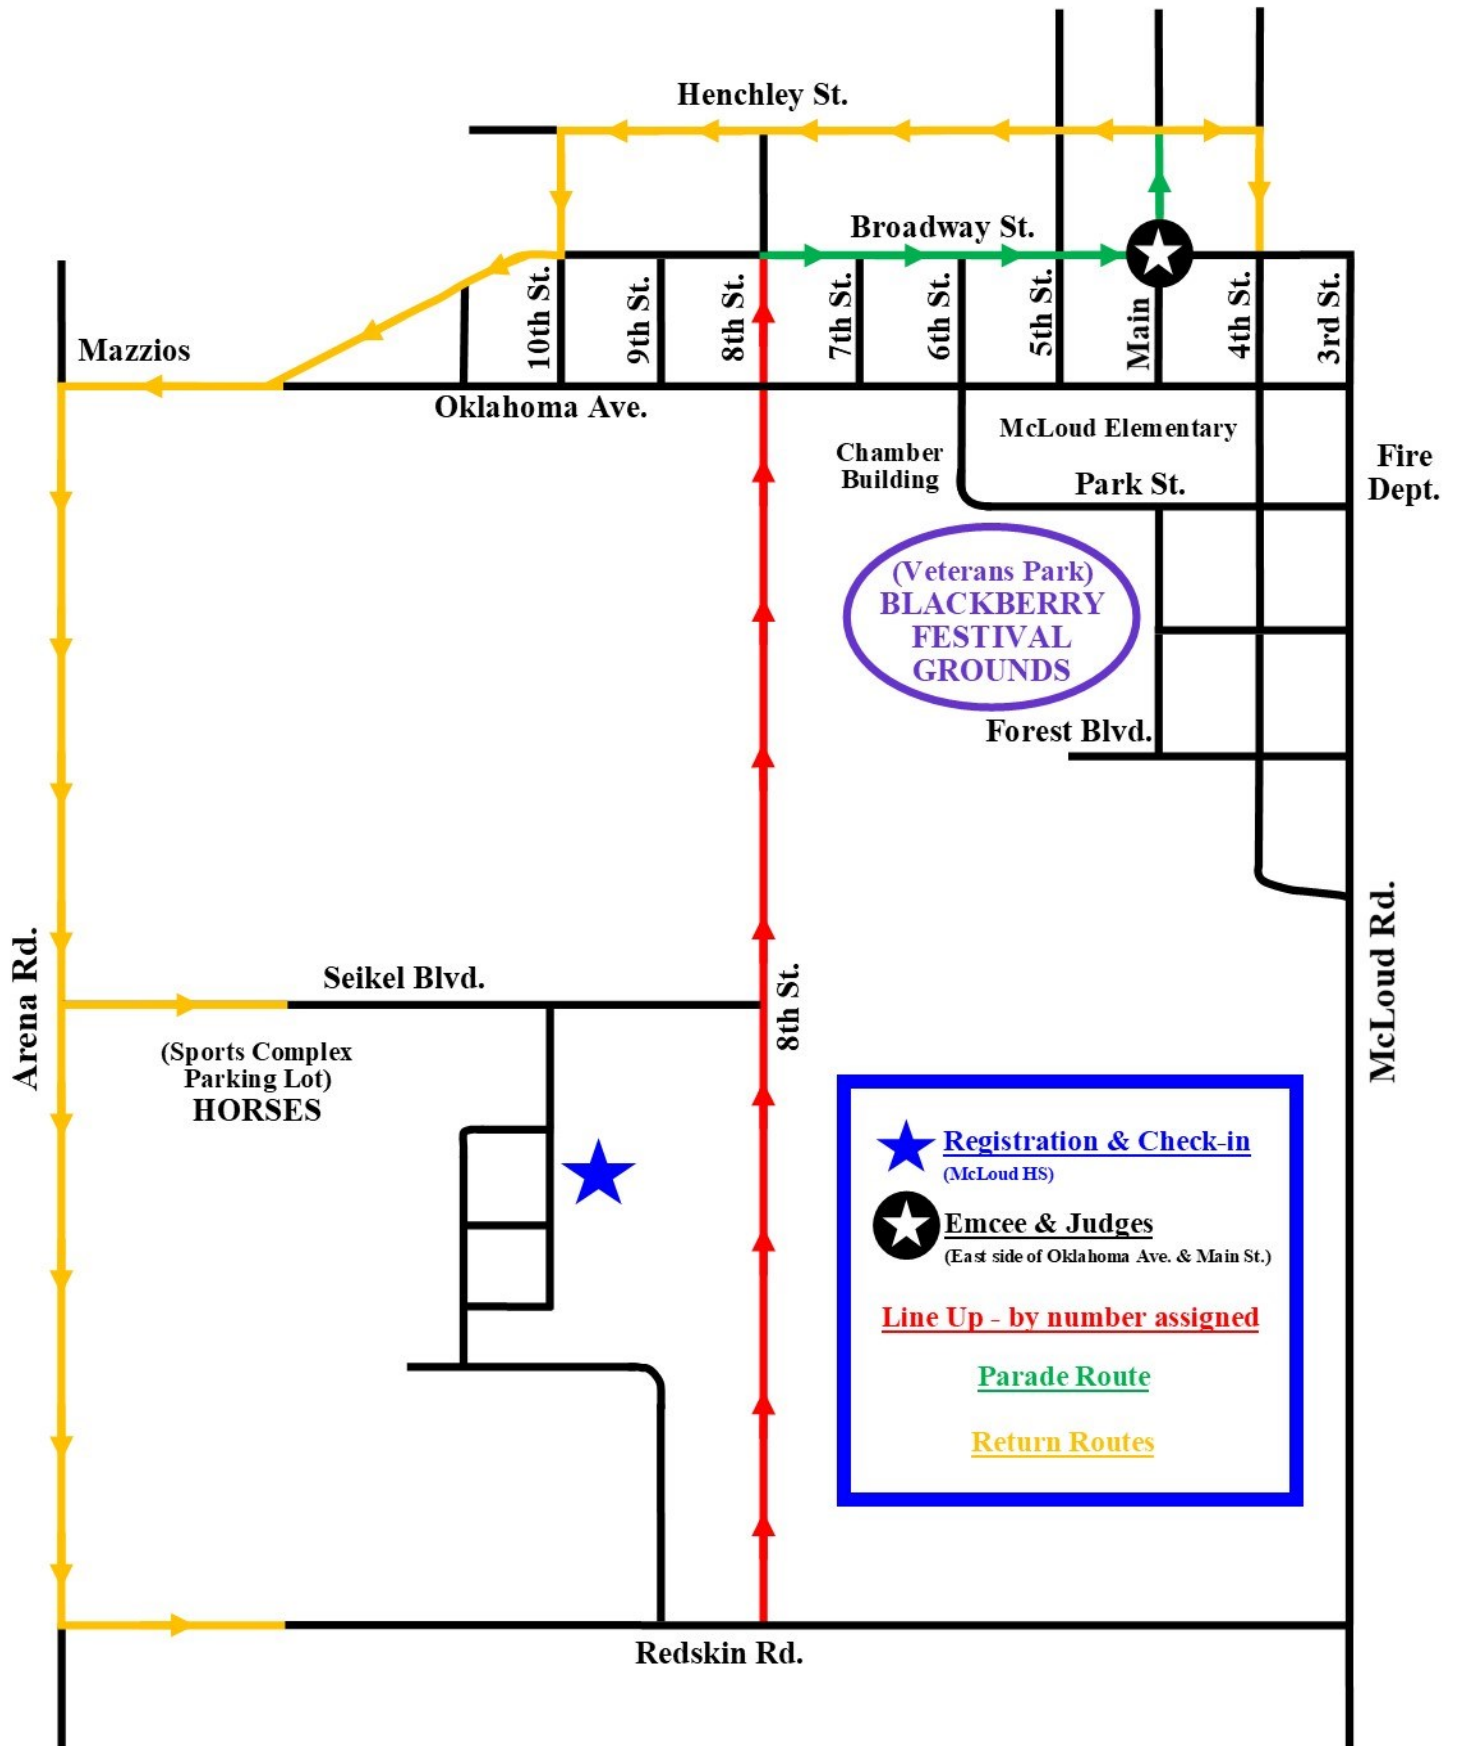 Henchley St.
Broadway St.
10th St.
9th St.
8th St.
7th St.
6th St.
5th St.
Main
4th St.
3rd St.
Mazzios
Oklahoma Ave.
McLoud Elementary
Chamber
Building
Park St.
Fire
Dept.
(Veterans Park)
BLACKBERRY
FESTIVAL
GROUNDS
Forest Blvd.
Arena Rd.
Seikel Blvd.
8th St.
McLoud Rd.
(Sports Complex
Parking Lot)
HORSES
Registration & Check-in
(McLoud HS)
Emcee & Judges
(East side of Oklahoma Ave. & Main St.)
Line Up - by number assigned
Parade Route
Return Routes
Redskin Rd.